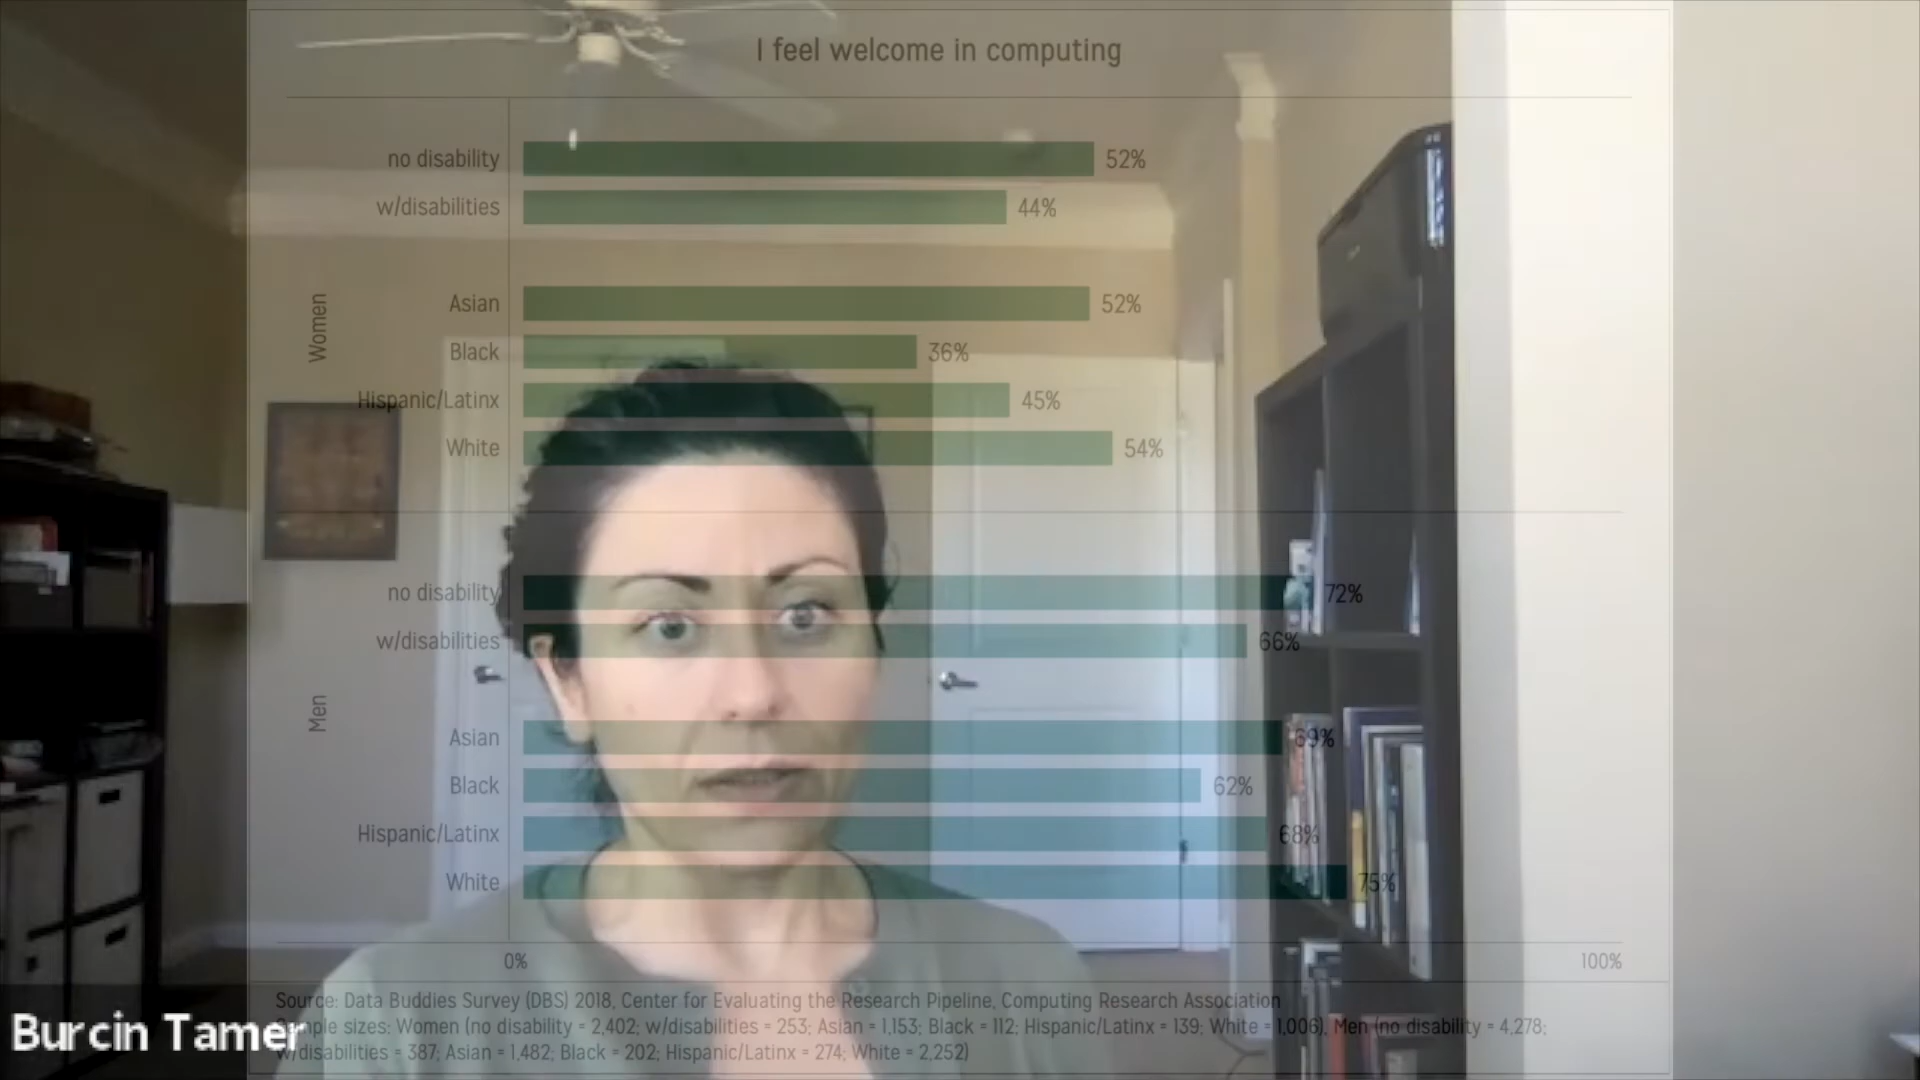 I feel welcome in computing
no disability 52%
w/disabilities 44%
Women
Asian 52%
Black 36%
Hispanic/Latinx 45%
White 54%
no disability 72%
w/disabilities 66%
Men
Asian 69%
Black 62%
Hispanic/Latinx 68%
White 75%
0% 100%
Source: Data Buddies Survey (DBS) 2018, Center for Evaluating the Research Pipeline, Computing Research Association
sizes: Women (no disability = 2,402; w/disabilities = 253; Asian = 1,153; Black = 112; Hispanic/Latinx = 139; White = 1,006), Men (no disability = 4,278;
w/disabilities = 387; Asian = 1,482; Black = 202; Hispanic/Latinx = 274; White = 2,252)
Burcin Tamer